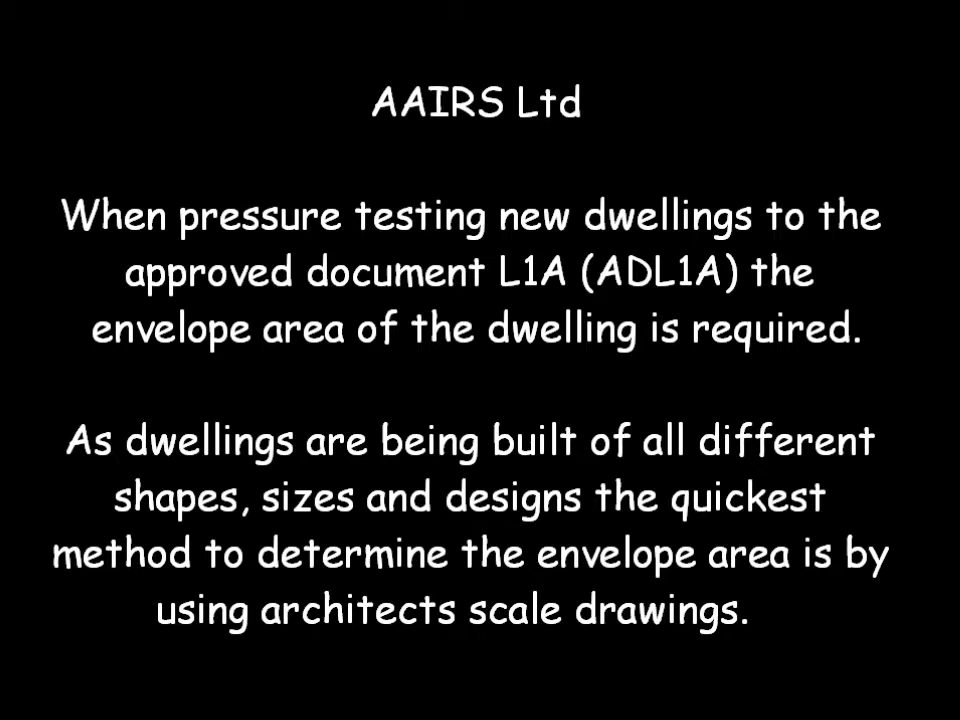 AAIRS Ltd
When pressure testing new dwellings to the
approved document L1A (ADL1A) the
envelope area of the dwelling is required.
As dwellings are being built of all different
shapes, sizes and designs the quickest
method to determine the envelope area is by
using architects scale drawings.